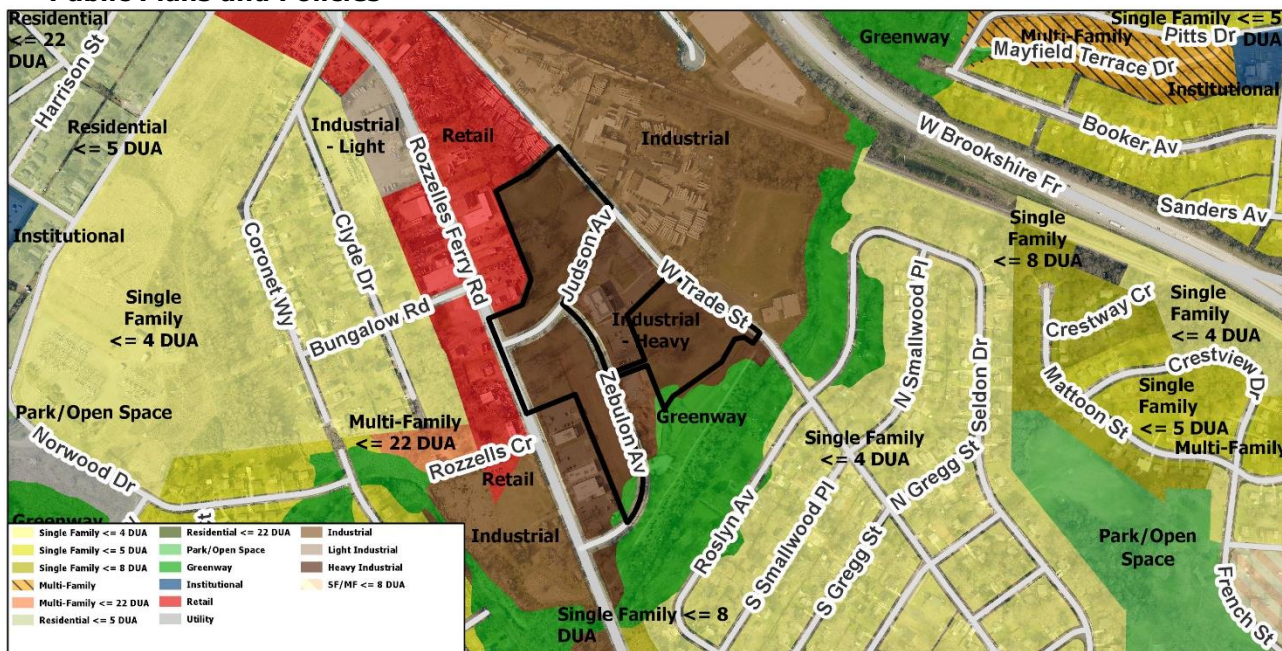 Public Plans and Policies
Residential
<= 22
DUA
Harrison St
Residential
<= 5 DUA
Institutional
Single
Family
<= 4 DUA
Park/Open Space
Norwood Dr
Greenway
Coronet Wy
Clyde Dr
Bungalow Rd
Industrial
- Light
Retail
Rozzelles Ferry Rd
Multi-Family
<= 22 DUA
Rozzells Cr
Retail
Industrial
Judson Av
Zebulon Av
Industrial
- Heavy
W Trade St
Industrial
Greenway
Greenway
Single Family <= 5
DUA
Multi-Family
Pitts Dr
Mayfield Terrace Dr
Institutional
Booker Av
W Brookshire Fr
Sanders Av
Single
Family
<= 8 DUA
Crestway Cr
Single
Family
<= 4 DUA
Crestview Dr
Mattoon St
Single
Family
<= 5 DUA
Multi-Family
N Smallwood Pl
Seldon Dr
Single Family
<= 4 DUA
N Gregg St
Roslyn Av
S Smallwood Pl
S Gregg St
Park/Open
Space
French St
Single Family <= 8
DUA
Single Family <= 4 DUA
Single Family <= 5 DUA
Single Family <= 8 DUA
Multi-Family
Multi-Family <= 22 DUA
Residential <= 5 DUA
Residential <= 22 DUA
Park/Open Space
Greenway
Institutional
Retail
Utility
Industrial
Light Industrial
Heavy Industrial
SF/MF <= 8 DUA